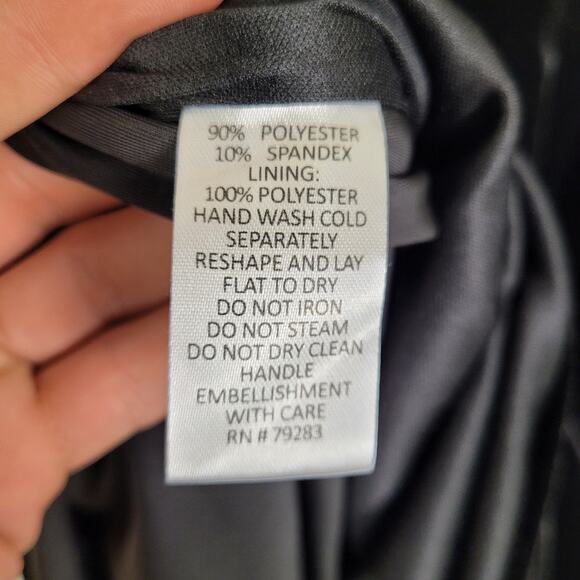 90% POLYESTER
10% SPANDEX
LINING:
100% POLYESTER
HAND WASH COLD
SEPARATELY
RESHAPE AND LAY
FLAT TO DRY
DO NOT IRON
DO NOT STEAM
DO NOT DRY CLEAN
HANDLE
EMBELLISHMENT
WITH CARE
RN # 79283